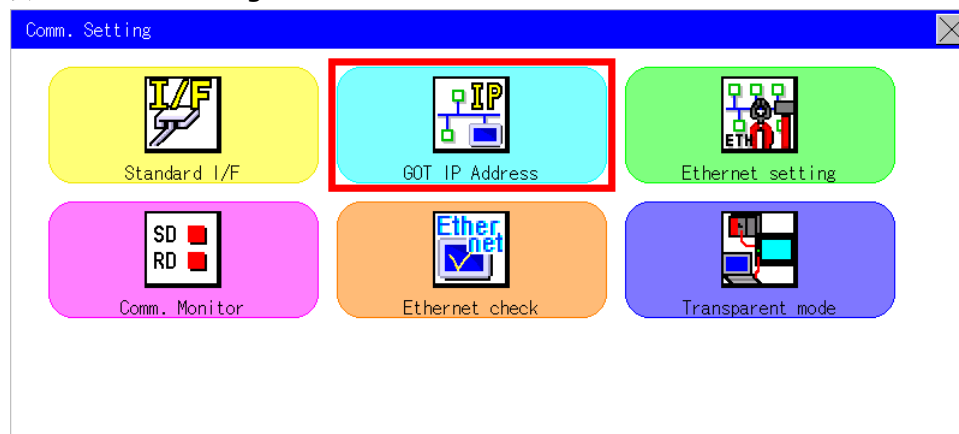 Comm. Setting
I/F
Standard I/F
IP
GOT IP Address
ETH
Ethernet setting
SD
RD
Comm. Monitor
Ether
net
Ethernet check
Transparent mode